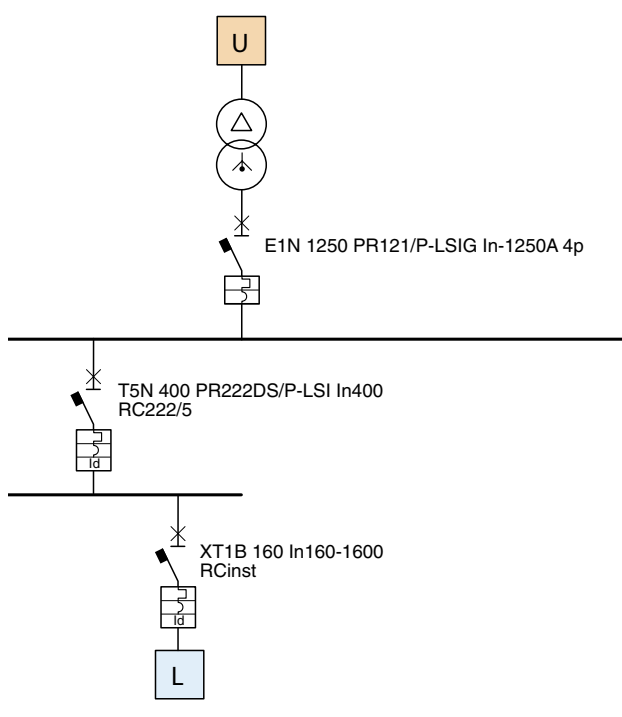 U
E1N 1250 PR121/P-LSIG In-1250A 4p
T5N 400 PR222DS/P-LSI In400
RC222/5
Id
XT1B 160 In160-1600
RCinst
Id
L